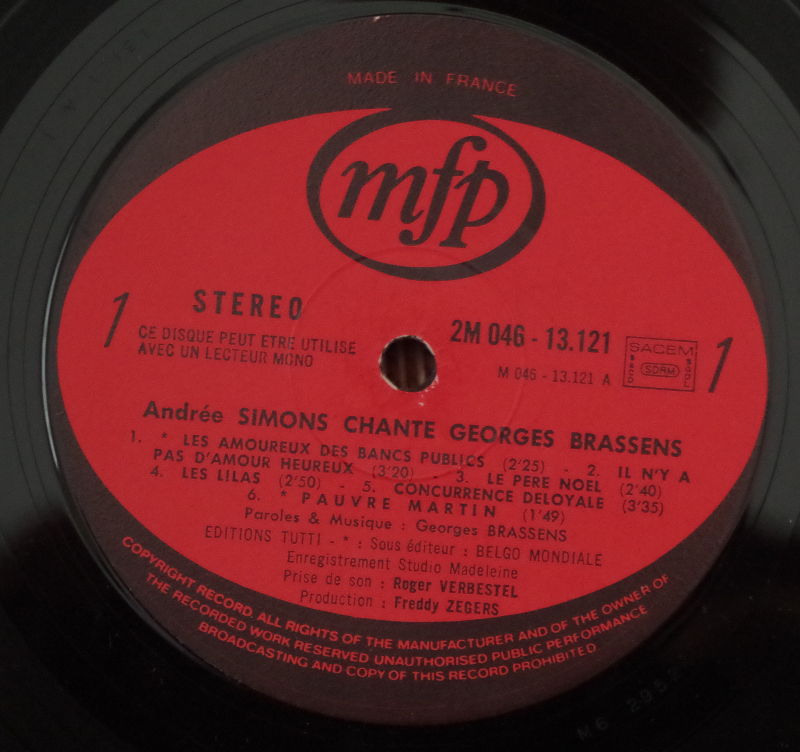 MADE IN FRANCE
mfp
1
STEREO
CE DISQUE PEUT ETRE UTILISE
AVEC UN LECTEUR MONO
2M 046 - 13.121
M 046 - 13.121 A
SACEM
SACD
SDRM
SGDL
1
Andrée SIMONS CHANTE GEORGES BRASSENS
1. * LES AMOUREUX DES BANCS PUBLICS (2'25) - 2. IL N'Y A
PAS D'AMOUR HEUREUX (3'20) - 3. LE PERE NOEL (2'40)
4. LES LILAS (2'50) - 5. CONCURRENCE DELOYALE (3'35)
6. * PAUVRE MARTIN (1'49)
Paroles & Musique : Georges BRASSENS
EDITIONS TUTTI - * : Sous éditeur : BELGO MONDIALE
Enregistrement Studio Madeleine
Prise de son : Roger VERBESTEL
Production : Freddy ZEGERS
COPYRIGHT RECORD. ALL RIGHTS OF THE MANUFACTURER AND OF THE OWNER OF
THE RECORDED WORK RESERVED UNAUTHORISED PUBLIC PERFORMANCE
BROADCASTING AND COPY OF THIS RECORD PROHIBITED